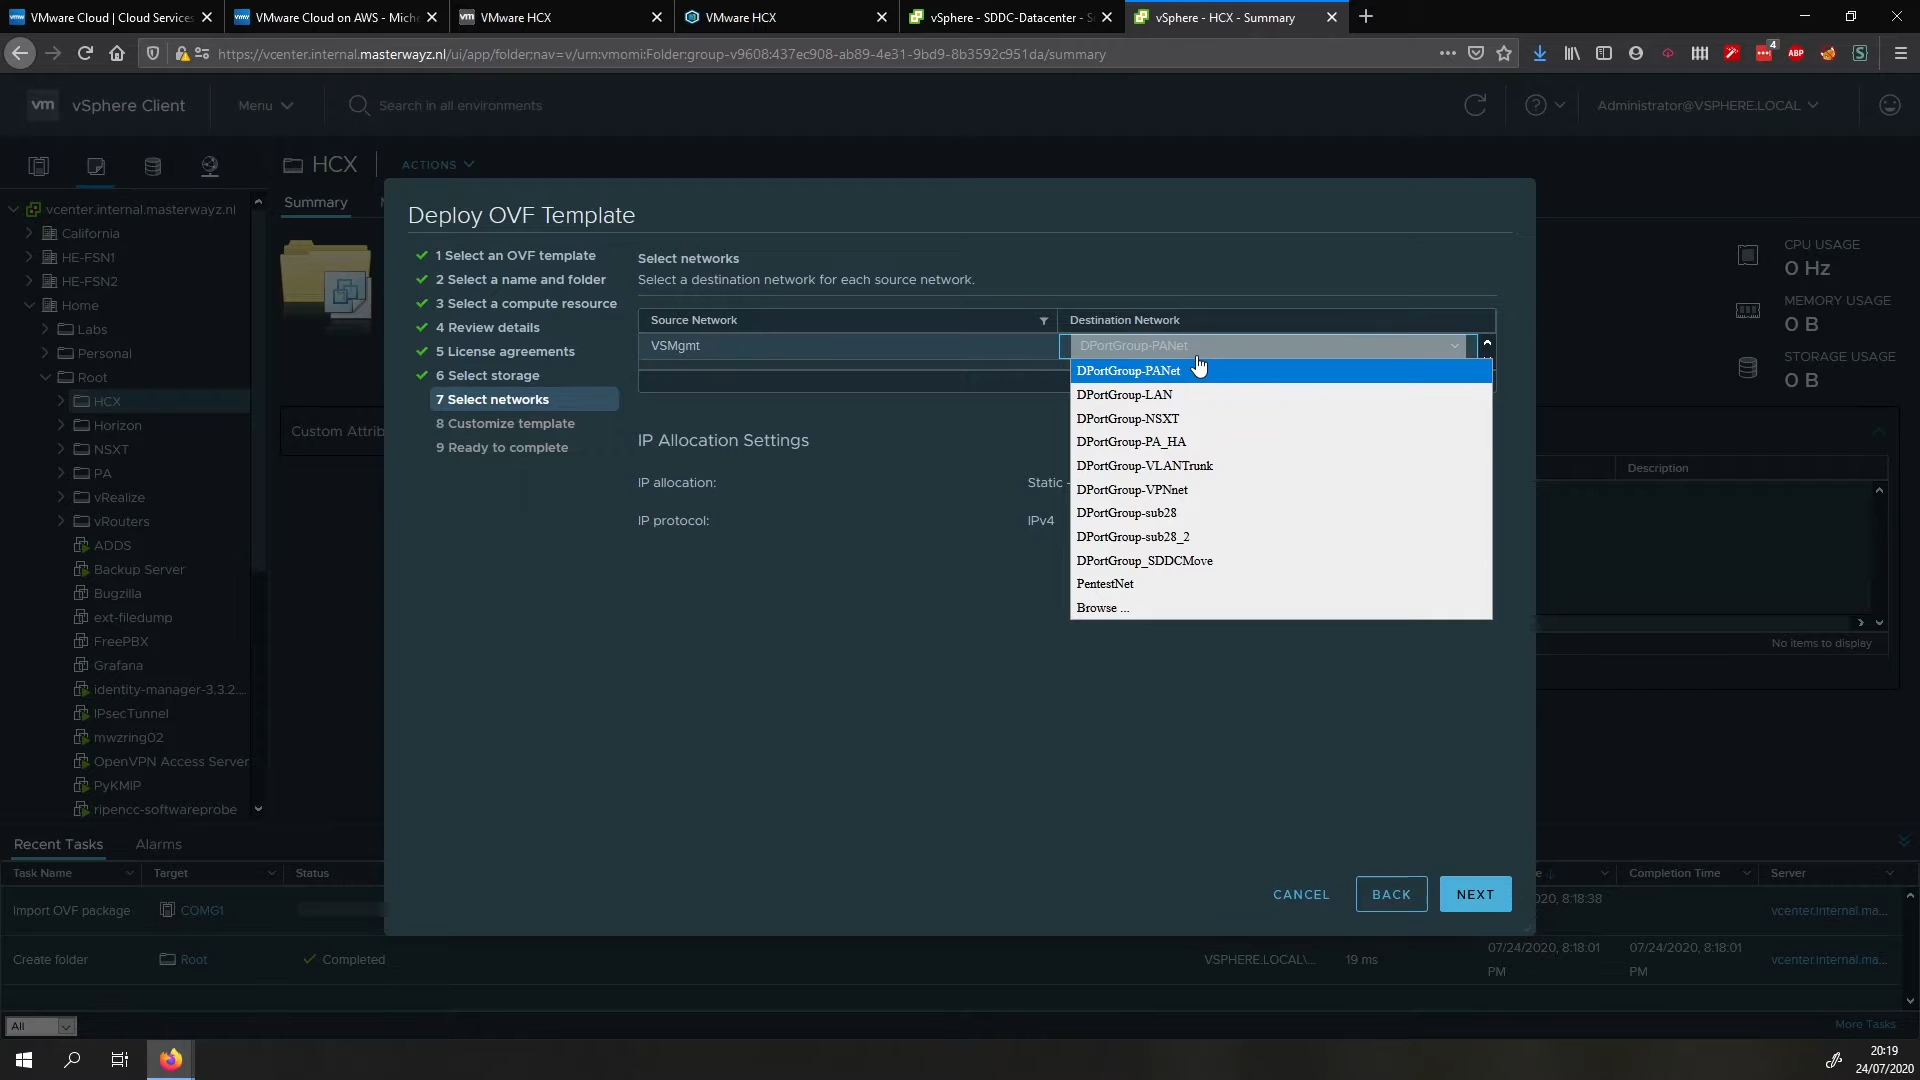 VMware Cloud | Cloud Services
VMware Cloud on AWS - Miche
VMware HCX
VMware HCX
vSphere - SDDC-Datacenter - S
vSphere - HCX - Summary
https://vcenter.internal.masterwayz.nl/ui/app/folder;nav=v/urn:vmomi:Folder:group-v9608:437ec908-ab89-4e31-9bd9-8b3592c951da/summary
4
ABP
vm
vSphere Client
Menu
Search in all environments
Administrator@VSPHERE.LOCAL
HCX
ACTIONS
Summary
vcenter.internal.masterwayz.nl
California
HE-FSN1
HE-FSN2
Home
Labs
Personal
Root
HCX
Horizon
NSXT
PA
vRealize
vRouters
ADDS
Backup Server
Bugzilla
ext-filedump
FreePBX
Grafana
identity-manager-3.3.2....
IPsecTunnel
mwzring02
OpenVPN Access Server
PyKMIP
ripencc-softwareprobe
Custom Attrib
Deploy OVF Template
1 Select an OVF template
2 Select a name and folder
3 Select a compute resource
4 Review details
5 License agreements
6 Select storage
7 Select networks
8 Customize template
9 Ready to complete
Select networks
Select a destination network for each source network.
Source Network
Destination Network
VSMgmt
DPortGroup-PANet
DPortGroup-PANet
DPortGroup-LAN
DPortGroup-NSXT
DPortGroup-PA_HA
DPortGroup-VLANTrunk
DPortGroup-VPNnet
DPortGroup-sub28
DPortGroup-sub28_2
DPortGroup_SDDCMove
PentestNet
Browse ...
IP Allocation Settings
IP allocation:
Static -
IP protocol:
IPv4
CANCEL
BACK
NEXT
CPU USAGE
0 Hz
MEMORY USAGE
0 B
STORAGE USAGE
0 B
Description
No items to display
Recent Tasks
Alarms
Task Name
Target
Status
Completion Time
Server
Import OVF package
COMG1
2020, 8:18:38
vcenter.internal.ma...
Create folder
Root
Completed
VSPHERE.LOCAL\...
19 ms
07/24/2020, 8:18:01 PM
07/24/2020, 8:18:01 PM
vcenter.internal.ma...
All
More Tasks
20:19
24/07/2020